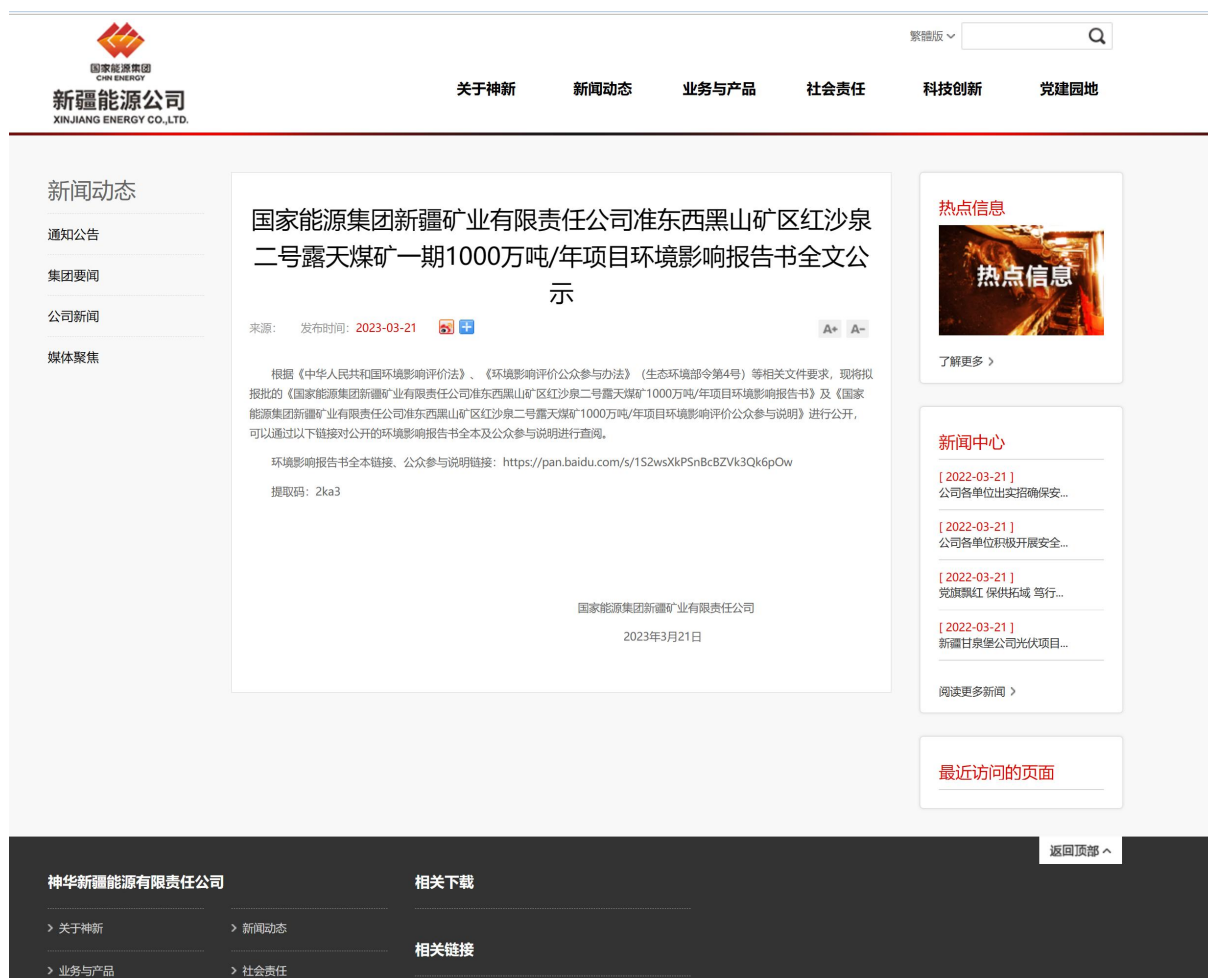 繁體版
国家能源集团
CHN ENERGY
新疆能源公司
XINJIANG ENERGY CO.,LTD.
关于神新 新闻动态 业务与产品 社会责任 科技创新 党建园地
新闻动态
通知公告
集团要闻
公司新闻
媒体聚焦
国家能源集团新疆矿业有限责任公司准东西黑山矿区红沙泉
二号露天煤矿一期1000万吨/年项目环境影响报告书全文公
示
来源： 发布时间：2023-03-21 A+ A-
根据《中华人民共和国环境影响评价法》、《环境影响评价公众参与办法》（生态环境部令第4号）等相关文件要求，现将拟
报批的《国家能源集团新疆矿业有限责任公司准东西黑山矿区红沙泉二号露天煤矿1000万吨/年项目环境影响报告书》及《国家
能源集团新疆矿业有限责任公司准东西黑山矿区红沙泉二号露天煤矿1000万吨/年项目环境影响评价公众参与说明》进行公开，
可以通过以下链接对公开的环境影响报告书全本及公众参与说明进行查阅。
环境影响报告书全本链接、公众参与说明链接：https://pan.baidu.com/s/1S2wsXkPSnBcBZVk3Qk6pOw
提取码：2ka3
国家能源集团新疆矿业有限责任公司
2023年3月21日
热点信息
热点信息
了解更多
新闻中心
[ 2022-03-21 ]
公司各单位出实招确保安...
[ 2022-03-21 ]
公司各单位积极开展安全...
[ 2022-03-21 ]
党旗飘红 保供拓域 笃行...
[ 2022-03-21 ]
新疆甘泉堡公司光伏项目...
阅读更多新闻
最近访问的页面
返回顶部
神华新疆能源有限责任公司
关于神新 新闻动态
业务与产品 社会责任
相关下载
相关链接